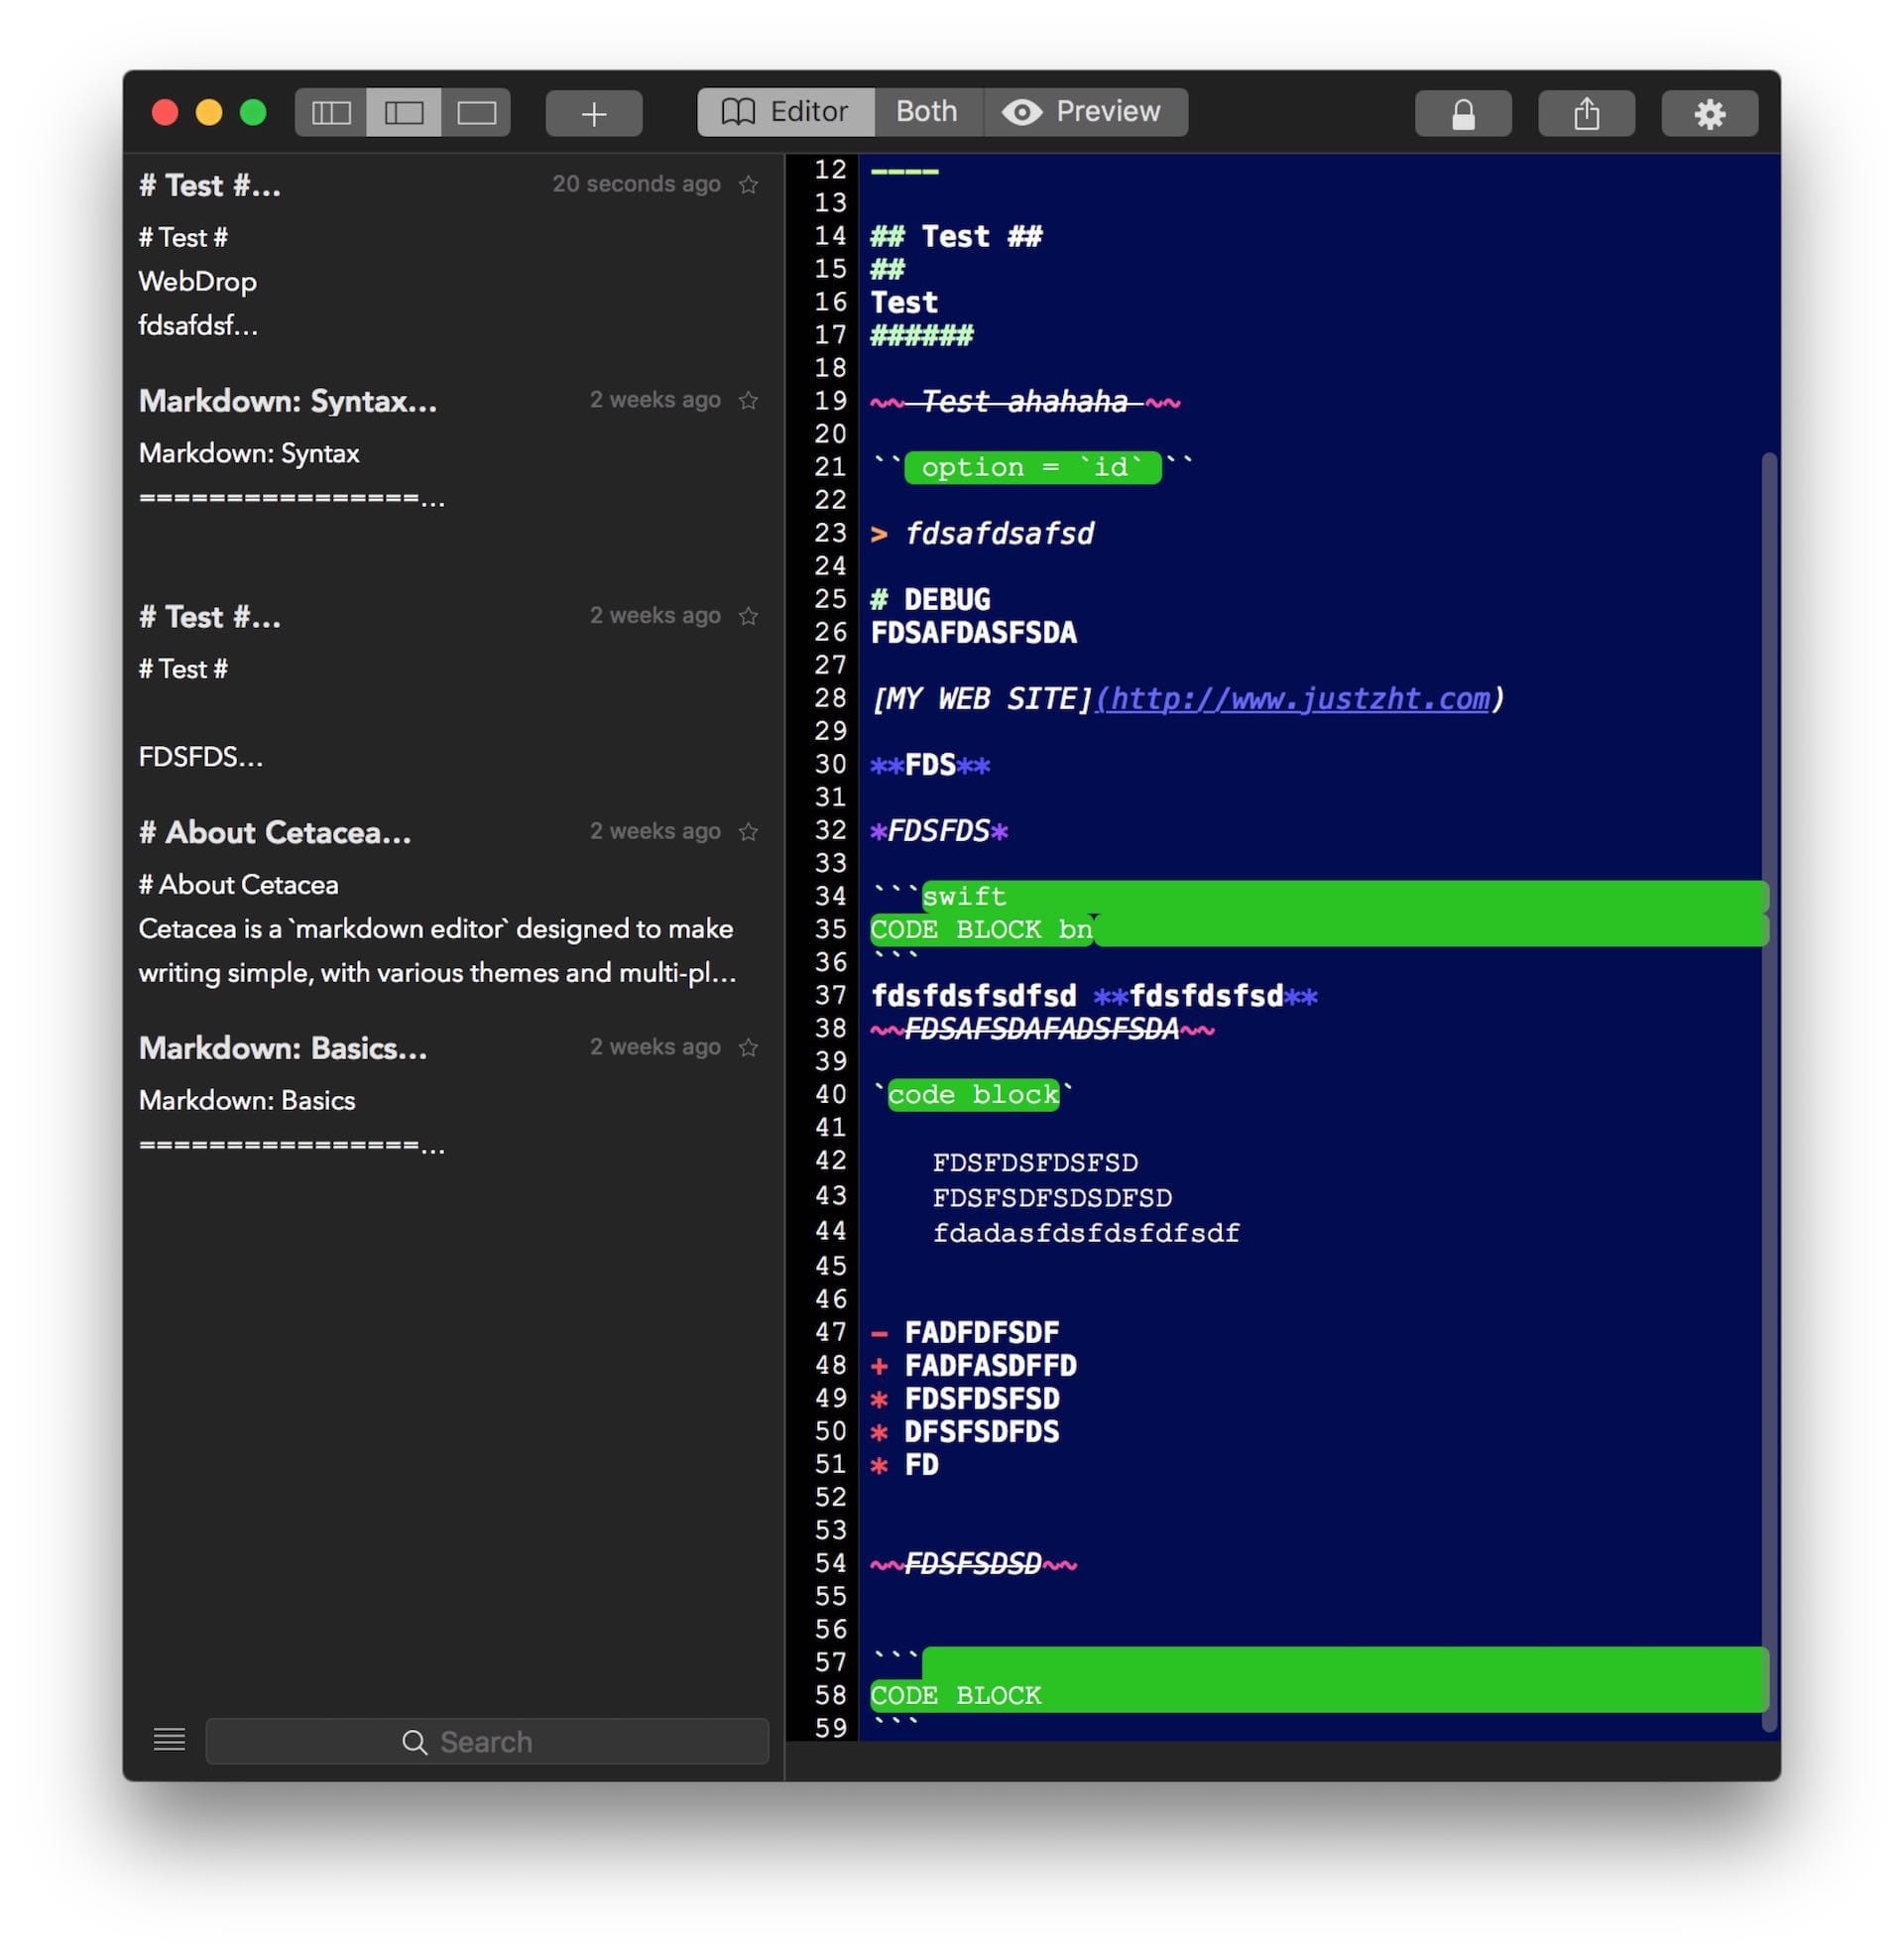 Editor Both Preview
# Test #... 20 seconds ago
# Test #
WebDrop
fdsafdsf...
Markdown: Syntax... 2 weeks ago
Markdown: Syntax
================...
# Test #... 2 weeks ago
# Test #
FDSFDS...
# About Cetacea... 2 weeks ago
# About Cetacea
Cetacea is a `markdown editor` designed to make
writing simple, with various themes and multi-pl...
Markdown: Basics... 2 weeks ago
Markdown: Basics
================...
Search
12 ----
13
14 ## Test ##
15 ##
16 Test
17 ######
18
19 ~~ Test ahahaha ~~
20
21 `` option = `id` ``
22
23 > fdsafdsafsd
24
25 # DEBUG
26 FDSAFDASFSDA
27
28 [MY WEB SITE](http://www.justzht.com)
29
30 **FDS**
31
32 *FDSFDS*
33
34 ```swift
35 CODE BLOCK bn
36 ```
37 fdsfdsfsdfsd **fdsfdsfsd**
38 ~~FDSAFSDAFADSFSDA~~
39
40 `code block`
41
42 FDSFDSFDSFSD
43 FDSFSDFSDSDFSD
44 fdadasfdsfdsfdfsdf
45
46
47 - FADFDFSDF
48 + FADFASDFFD
49 * FDSFDSFSD
50 * DFSFSDFDS
51 * FD
52
53
54 ~~FDSFSDSD~~
55
56
57 ```
58 CODE BLOCK
59 ```